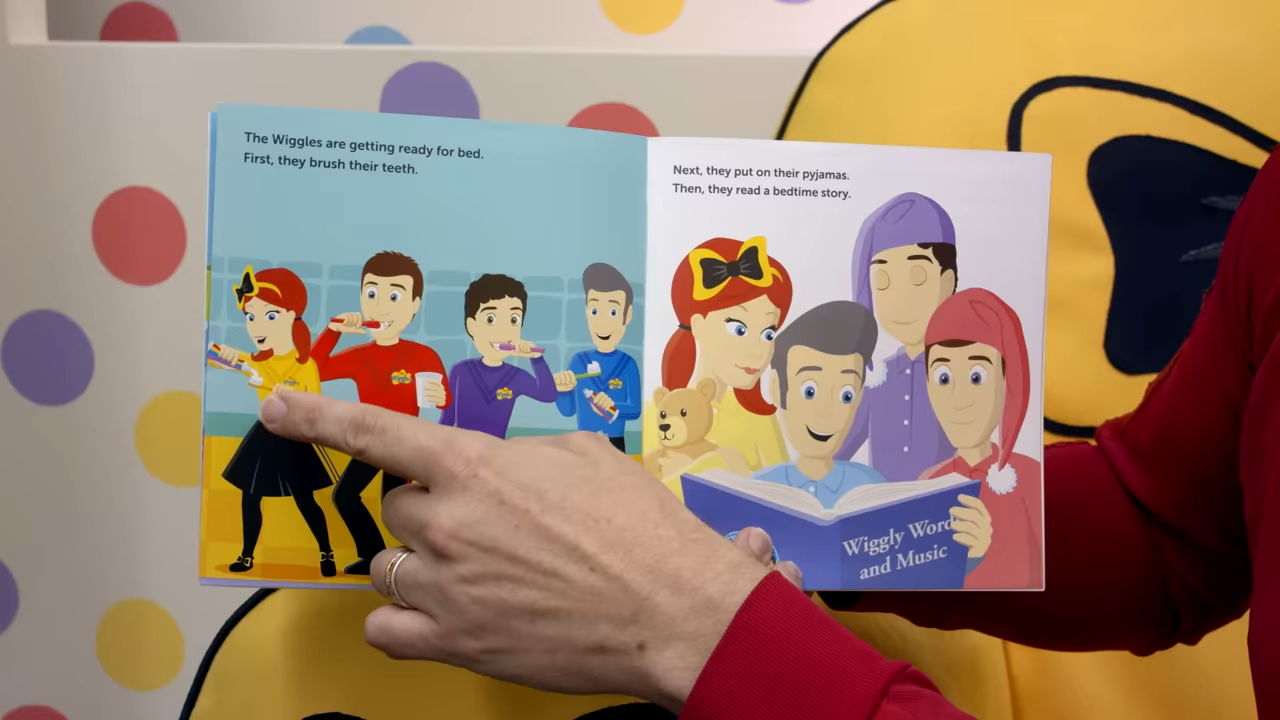 The Wiggles are getting ready for bed.
First, they brush their teeth.
Next, they put on their pyjamas.
Then, they read a bedtime story.
Wiggly Word
and Music